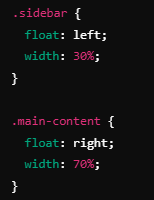 .sidebar {
  float: left;
  width: 30%;
}

.main-content {
  float: right;
  width: 70%;
}